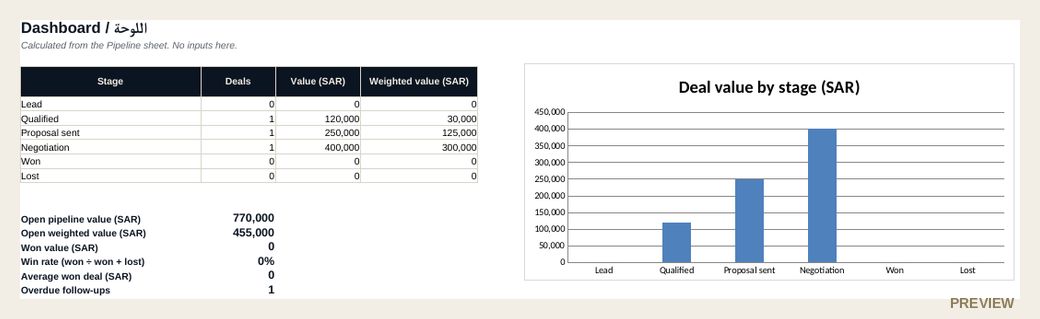 Dashboard / اللوحة
Calculated from the Pipeline sheet. No inputs here.
Stage Deals Value (SAR) Weighted value (SAR)
Lead 0 0 0
Qualified 1 120,000 30,000
Proposal sent 1 250,000 125,000
Negotiation 1 400,000 300,000
Won 0 0 0
Lost 0 0 0
Open pipeline value (SAR) 770,000
Open weighted value (SAR) 455,000
Won value (SAR) 0
Win rate (won ÷ won + lost) 0%
Average won deal (SAR) 0
Overdue follow-ups 1
Deal value by stage (SAR)
450,000
400,000
350,000
300,000
250,000
200,000
150,000
100,000
50,000
0
Lead Qualified Proposal sent Negotiation Won Lost
PREVIEW